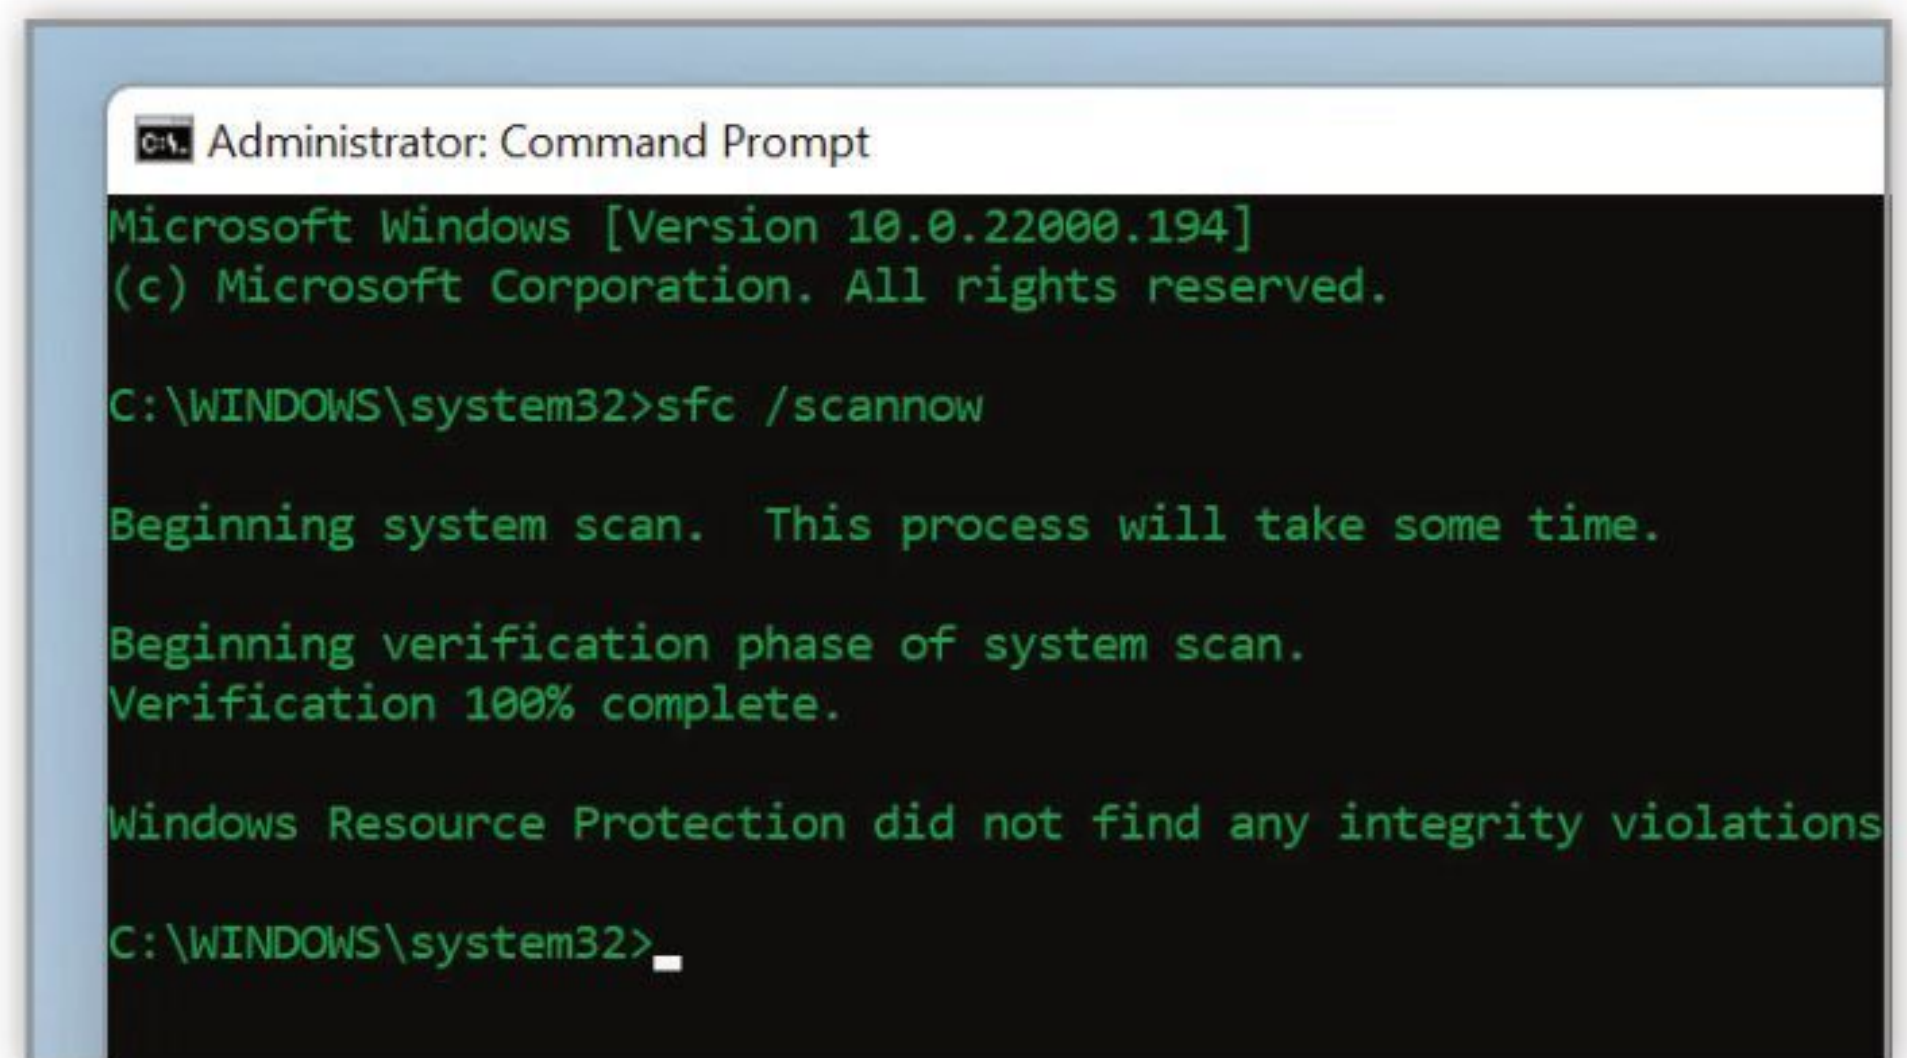 C:\. Administrator: Command Prompt
Microsoft Windows [Version 10.0.22000.194]
(c) Microsoft Corporation. All rights reserved.
C:\WINDOWS\system32>sfc /scannow
Beginning system scan.  This process will take some time.
Beginning verification phase of system scan.
Verification 100% complete.
Windows Resource Protection did not find any integrity violations
C:\WINDOWS\system32>